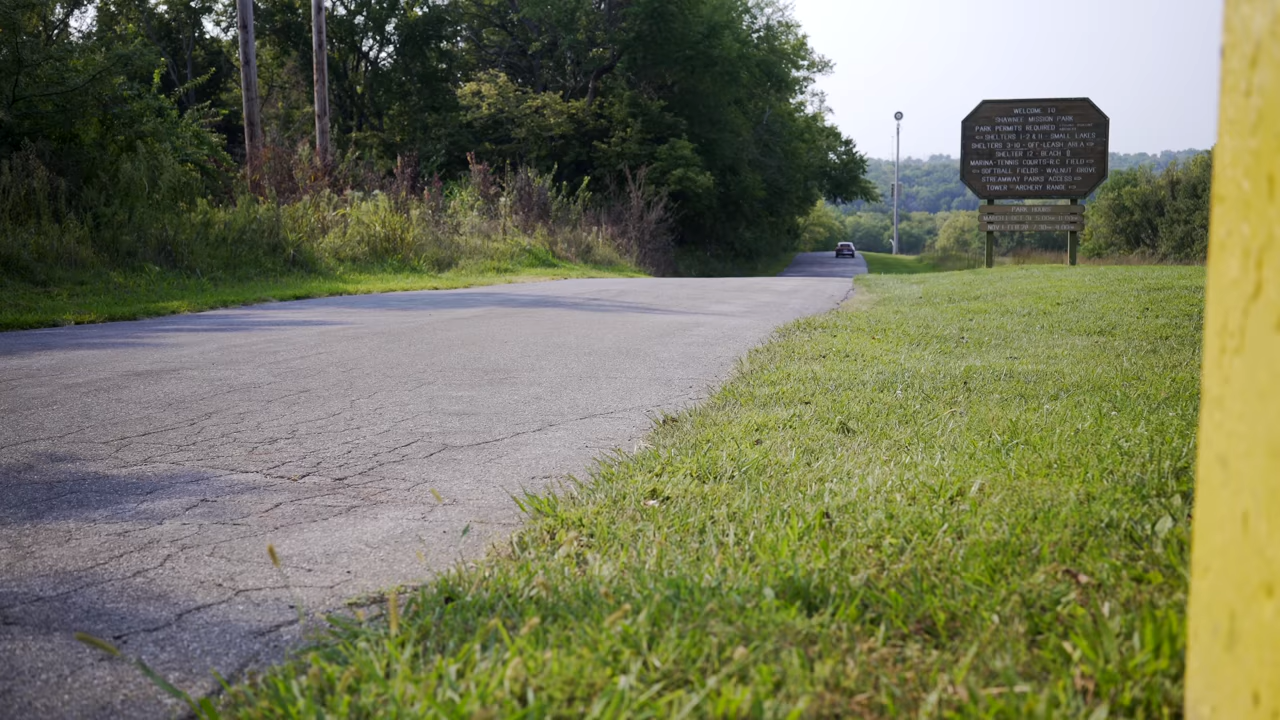 WELCOME TO
SHAWNEE MISSION PARK
PARK PERMITS REQUIRED
SHELTERS 1-2 & 11 - SMALL LAKES
SHELTERS 3-10 - OFF-LEASH AREA
SHELTER 12 - BEACH
MARINA-TENNIS COURTS-R/C FIELD
SOFTBALL FIELDS - WALNUT GROVE
STREAMWAY PARKS ACCESS
TOWER ARCHERY RANGE
PARK HOURS